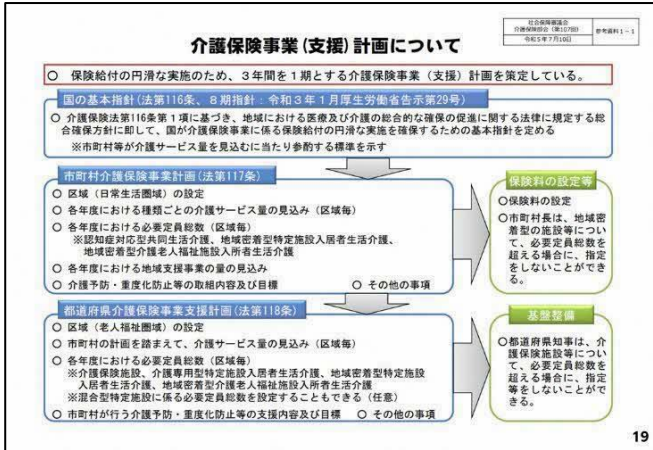 社会保障審議会
介護保険部会（第107回）
令和5年7月10日
参考資料１－１
介護保険事業（支援）計画について
○ 保険給付の円滑な実施のため、３年間を１期とする介護保険事業（支援）計画を策定している。
国の基本指針(法第116条、８期指針：令和３年１月厚生労働省告示第29号)
○ 介護保険法第116条第１項に基づき、地域における医療及び介護の総合的な確保の促進に関する法律に規定する総
合確保方針に即して、国が介護保険事業に係る保険給付の円滑な実施を確保するための基本指針を定める
※市町村等が介護サービス量を見込むに当たり参酌する標準を示す
市町村介護保険事業計画(法第117条)
○ 区域（日常生活圏域）の設定
○ 各年度における種類ごとの介護サービス量の見込み（区域毎）
○ 各年度における必要定員総数（区域毎）
※認知症対応型共同生活介護、地域密着型特定施設入居者生活介護、
地域密着型介護老人福祉施設入所者生活介護
○ 各年度における地域支援事業の量の見込み
○ 介護予防・重度化防止等の取組内容及び目標　○ その他の事項
保険料の設定等
○保険料の設定
○市町村長は、地域密
着型の施設等につい
て、必要定員総数を
超える場合に、指定
をしないことができ
る。
都道府県介護保険事業支援計画(法第118条)
○ 区域（老人福祉圏域）の設定
○ 市町村の計画を踏まえて、介護サービス量の見込み（区域毎）
○ 各年度における必要定員総数（区域毎）
※介護保険施設、介護専用型特定施設入居者生活介護、地域密着型特定施設
入居者生活介護、地域密着型介護老人福祉施設入所者生活介護
※混合型特定施設に係る必要定員総数を設定することもできる（任意）
○ 市町村が行う介護予防・重度化防止等の支援内容及び目標　○ その他の事項
基盤整備
○都道府県知事は、介
護保険施設等につい
て、必要定員総数を
超える場合に、指定
等をしないことがで
きる。
19